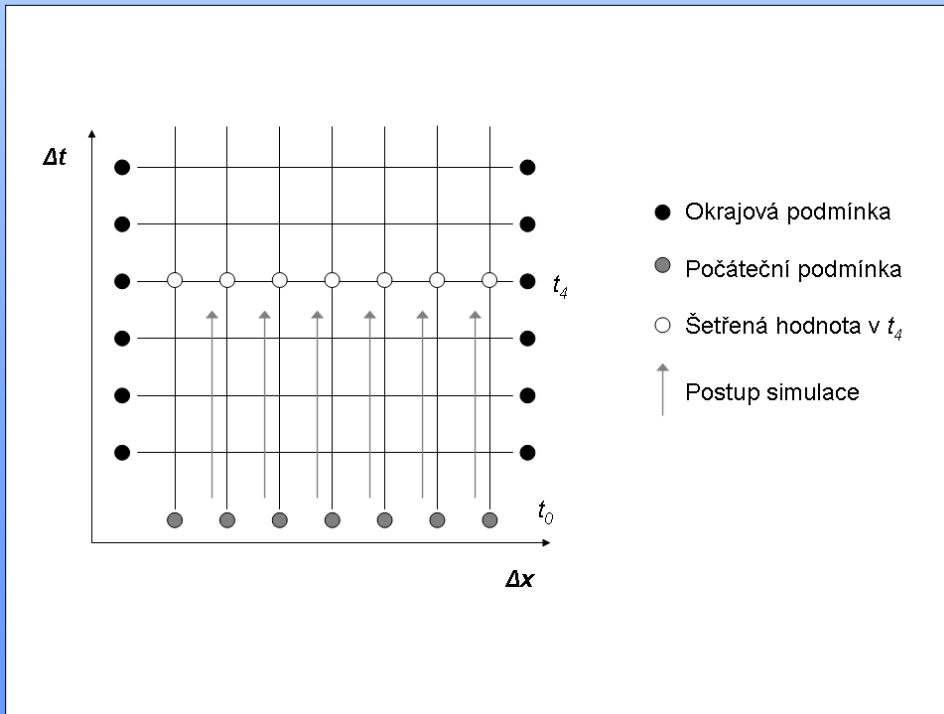 Δt
t4
t0
Δx
Okrajová podmínka
Počáteční podmínka
Šetřená hodnota v t4
Postup simulace